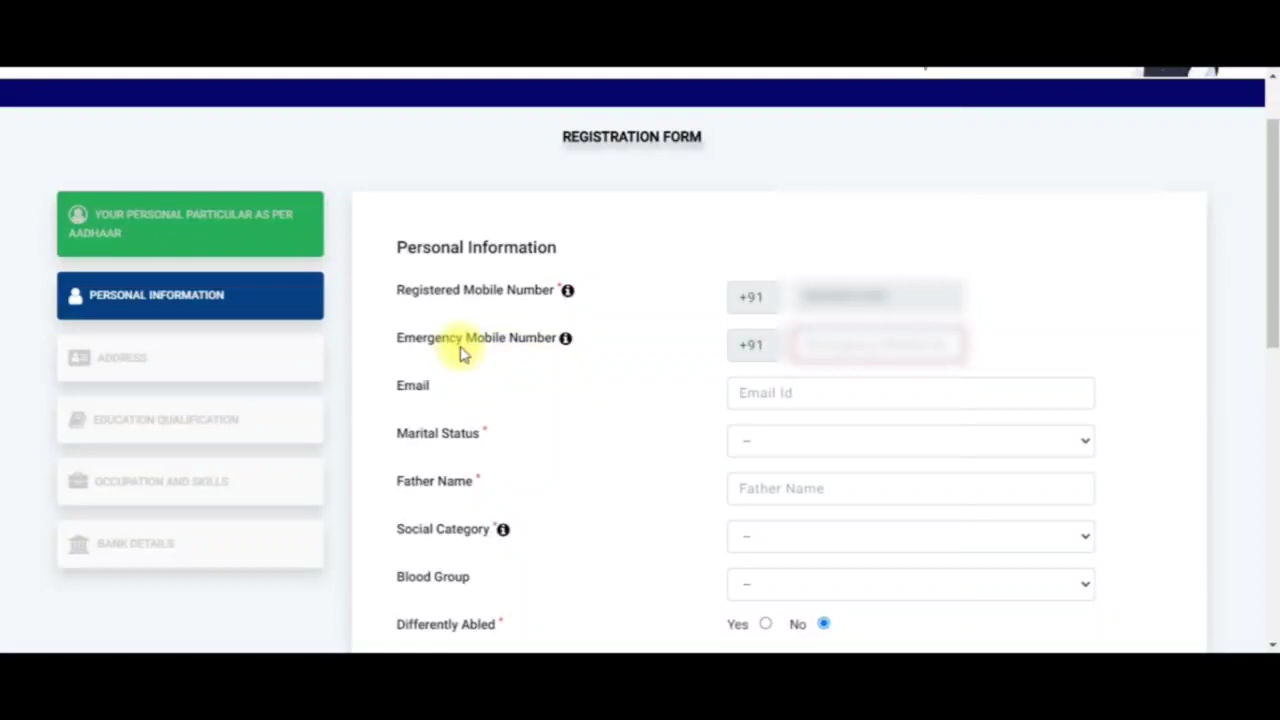 REGISTRATION FORM
YOUR PERSONAL PARTICULAR AS PER
AADHAAR
PERSONAL INFORMATION
ADDRESS
EDUCATION QUALIFICATION
OCCUPATION AND SKILLS
BANK DETAILS
Personal Information
Registered Mobile Number *
+91
Emergency Mobile Number
+91
Email
Email Id
Marital Status *
--
Father Name *
Father Name
Social Category *
--
Blood Group
--
Differently Abled *
Yes No